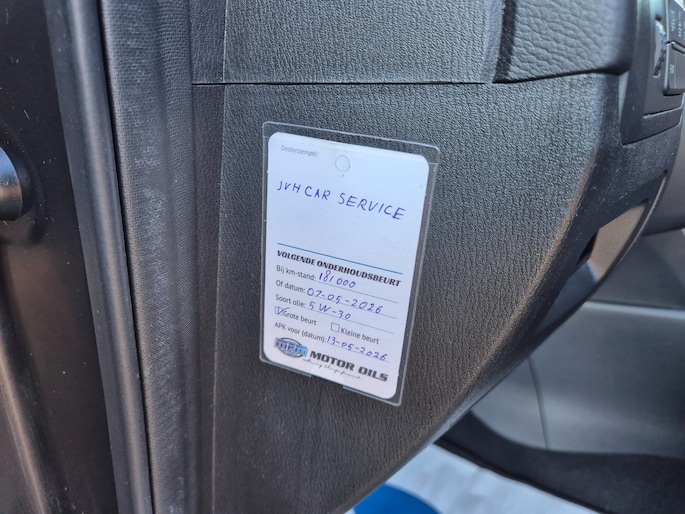 Dealerstempel:
JVH CAR SERVICE
VOLGENDE ONDERHOUDSBEURT
Bij km-stand: 181000
Of datum: 07-05-2026
Soort olie: 5W-30
Grote beurt Kleine beurt
APK voor (datum): 13-05-2026
MOTOR OILS